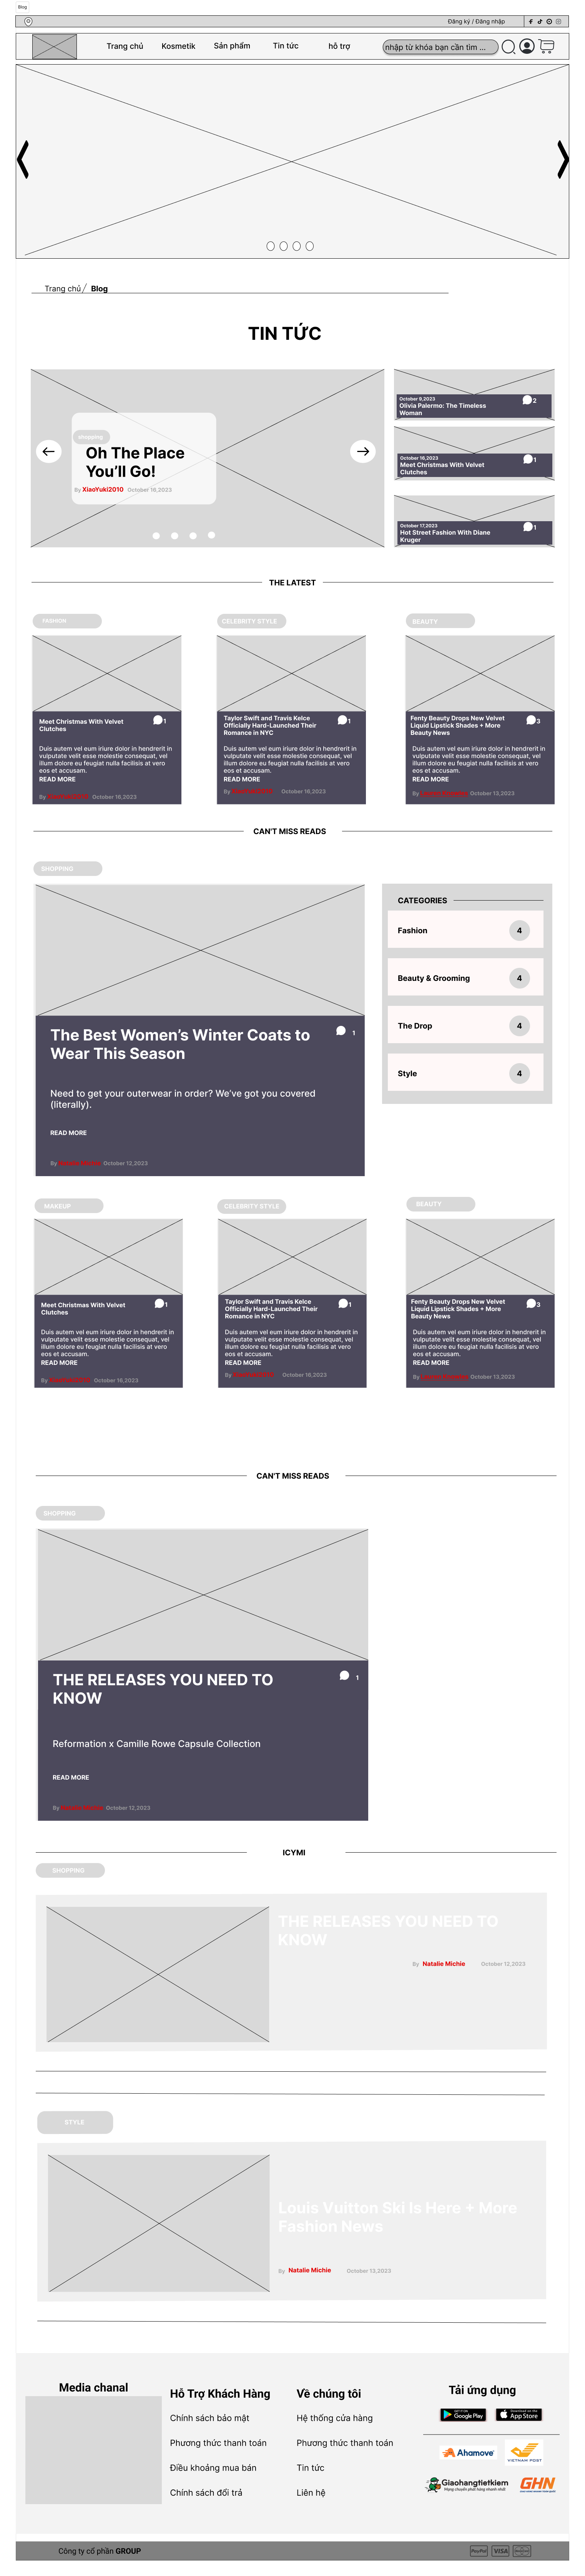 Blog
Đăng ký / Đăng nhập
Trang chủ
Kosmetik
Sản phẩm
Tin tức
hỗ trợ
nhập từ khóa bạn cần tìm ...
Trang chủ / Blog
TIN TỨC
shopping
Oh The Place
You'll Go!
By XiaoYuki2010 October 16,2023
October 9,2023
2
Olivia Palermo: The Timeless
Woman
October 16,2023
1
Meet Christmas With Velvet
Clutches
October 17,2023
1
Hot Street Fashion With Diane
Kruger
THE LATEST
FASHION
Meet Christmas With Velvet
Clutches
1
Duis autem vel eum iriure dolor in hendrerit in
vulputate velit esse molestie consequat, vel
illum dolore eu feugiat nulla facilisis at vero
eos et accusam.
READ MORE
By XiaoYuki2010 October 16,2023
CELEBRITY STYLE
Taylor Swift and Travis Kelce
Officially Hard-Launched Their
Romance in NYC
1
Duis autem vel eum iriure dolor in hendrerit in
vulputate velit esse molestie consequat, vel
illum dolore eu feugiat nulla facilisis at vero
eos et accusam.
READ MORE
By October 16,2023
BEAUTY
Fenty Beauty Drops New Velvet
Liquid Lipstick Shades + More
Beauty News
3
Duis autem vel eum iriure dolor in hendrerit in
vulputate velit esse molestie consequat, vel
illum dolore eu feugiat nulla facilisis at vero
eos et accusam.
READ MORE
By October 13,2023
CAN'T MISS READS
SHOPPING
The Best Women's Winter Coats to
Wear This Season
1
Need to get your outerwear in order? We've got you covered
(literally).
READ MORE
By October 12,2023
CATEGORIES
Fashion 4
Beauty & Grooming 4
The Drop 4
Style 4
MAKEUP
Meet Christmas With Velvet
Clutches
1
Duis autem vel eum iriure dolor in hendrerit in
vulputate velit esse molestie consequat, vel
illum dolore eu feugiat nulla facilisis at vero
eos et accusam.
READ MORE
By XiaoYuki2010 October 16,2023
CELEBRITY STYLE
Taylor Swift and Travis Kelce
Officially Hard-Launched Their
Romance in NYC
1
Duis autem vel eum iriure dolor in hendrerit in
vulputate velit esse molestie consequat, vel
illum dolore eu feugiat nulla facilisis at vero
eos et accusam.
READ MORE
By October 16,2023
BEAUTY
Fenty Beauty Drops New Velvet
Liquid Lipstick Shades + More
Beauty News
3
Duis autem vel eum iriure dolor in hendrerit in
vulputate velit esse molestie consequat, vel
illum dolore eu feugiat nulla facilisis at vero
eos et accusam.
READ MORE
By October 13,2023
CAN'T MISS READS
SHOPPING
THE RELEASES YOU NEED TO
KNOW
1
Reformation x Camille Rowe Capsule Collection
READ MORE
By October 12,2023
ICYMI
SHOPPING
THE RELEASES YOU NEED TO
KNOW
By Natalie Michie October 12,2023
STYLE
Louis Vuitton Ski Is Here + More
Fashion News
By Natalie Michie October 13,2023
Media chanal
Hỗ Trợ Khách Hàng
Chính sách bảo mật
Phương thức thanh toán
Điều khoảng mua bán
Chính sách đổi trả
Về chúng tôi
Hệ thống cửa hàng
Phương thức thanh toán
Tin tức
Liên hệ
Tải ứng dụng
Google Play
App Store
Ahamove
VIETNAM POST
Giaohangtietkiem
GHN
Công ty cổ phần GROUP
PayPal
VISA